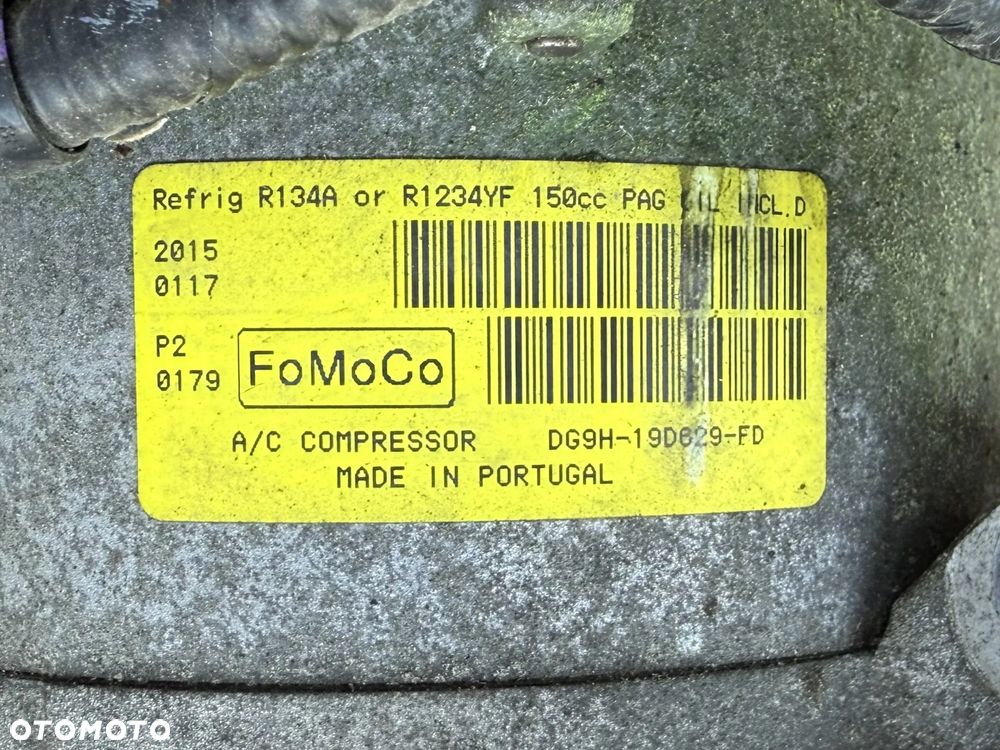 Refrig R134A or R1234YF 150cc PAG INCL.D
2015
0117
P2
0179
FoMoCo
A/C COMPRESSOR DG9H-19D629-FD
MADE IN PORTUGAL
OTOMOTO